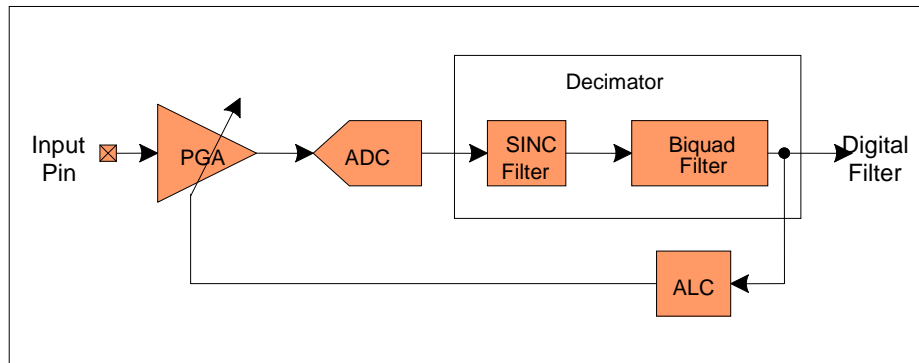 Decimator
Input
Pin
PGA
ADC
SINC
Filter
Biquad
Filter
Digital
Filter
ALC